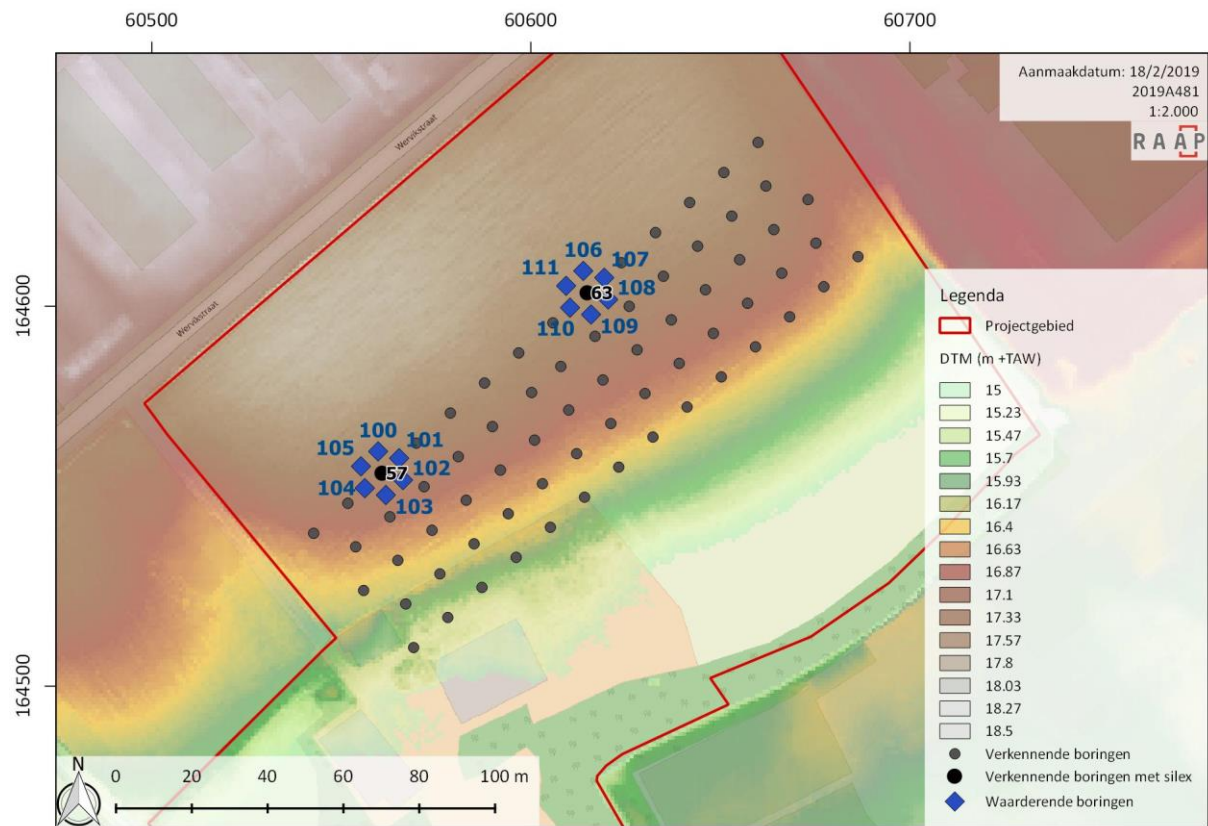 60500
60600
60700
Aanmaakdatum: 18/2/2019
2019A481
1:2.000
RAAP
Wervikstraat
Wervikstraat
164600
164500
106
107
111
63
108
110
109
100
101
105
57
102
104
103
Legenda
Projectgebied
DTM (m +TAW)
15
15.23
15.47
15.7
15.93
16.17
16.4
16.63
16.87
17.1
17.33
17.57
17.8
18.03
18.27
18.5
Verkennende boringen
Verkennende boringen met silex
Waarderende boringen
N
0 20 40 60 80 100 m